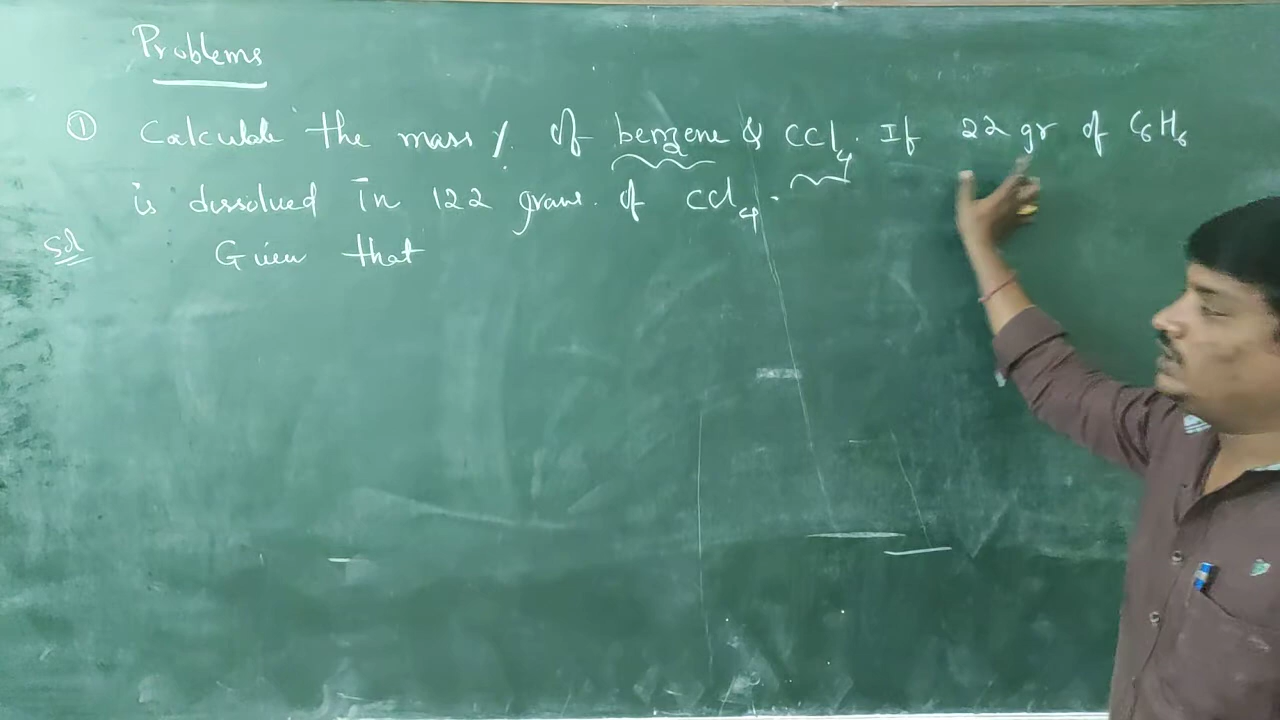 Problems
① Calculate the mass % of benzene & CCl₄. If 22 gr of C₆H₆
is dissolved in 122 grams. of CCl₄.
Sol Given that